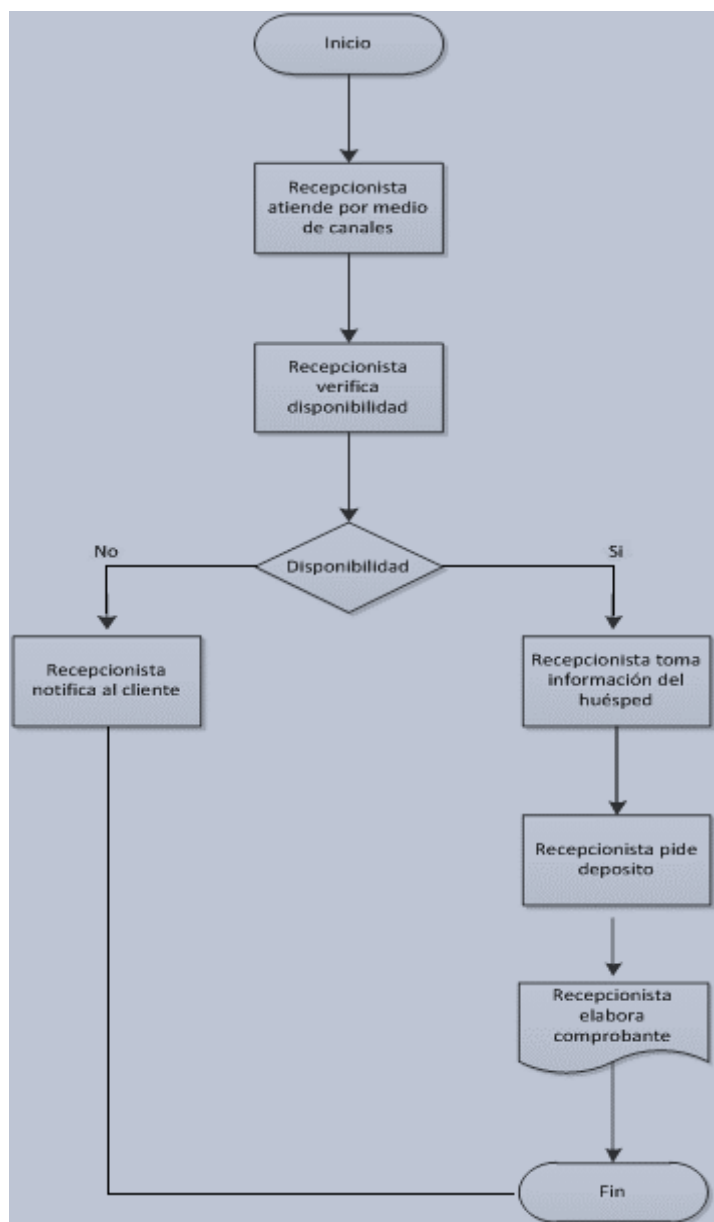 Inicio
Recepcionista
atiende por medio
de canales
Recepcionista
verifica
disponibilidad
Disponibilidad
No
Si
Recepcionista
notifica al cliente
Recepcionista toma
información del
huésped
Recepcionista pide
deposito
Recepcionista
elabora
comprobante
Fin